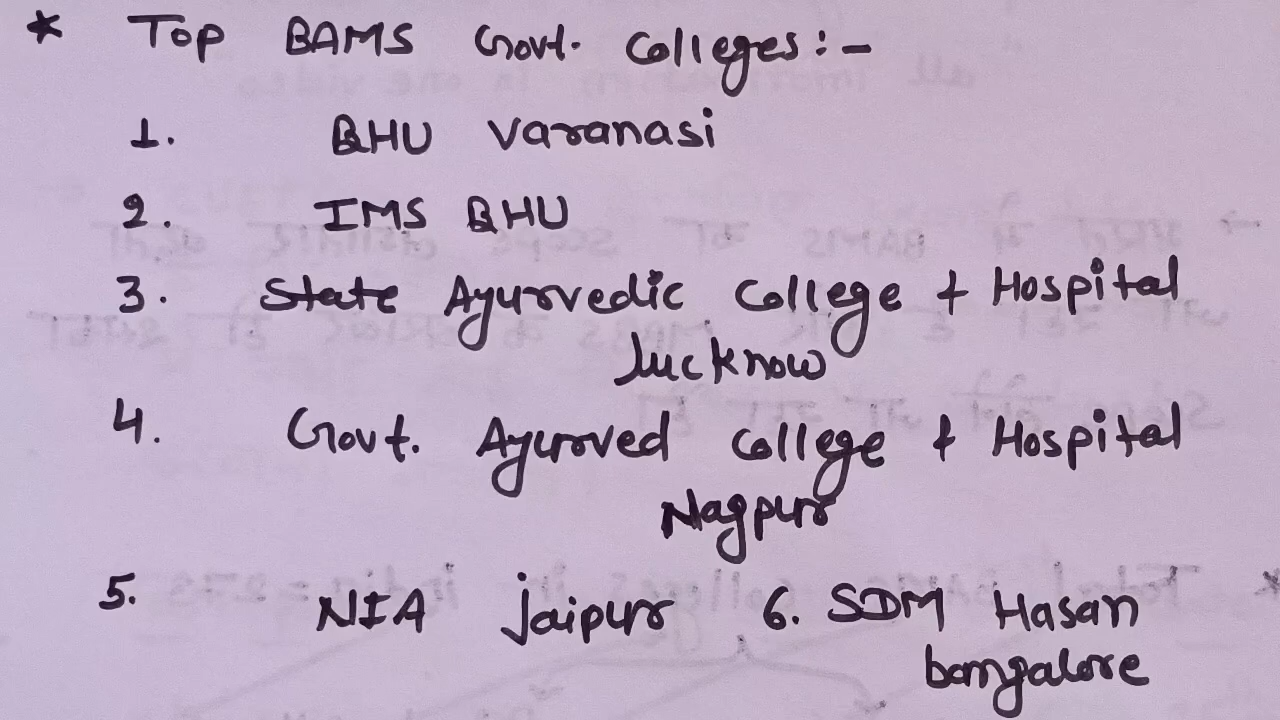 * Top BAMS Govt. Colleges:-
1. BHU Varanasi
2. IMS BHU
3. State Ayurvedic College + Hospital
lucknow
4. Govt. Ayurved College + Hospital
Nagpur
5. NIA Jaipur 6. SDM Hasan
bangalore